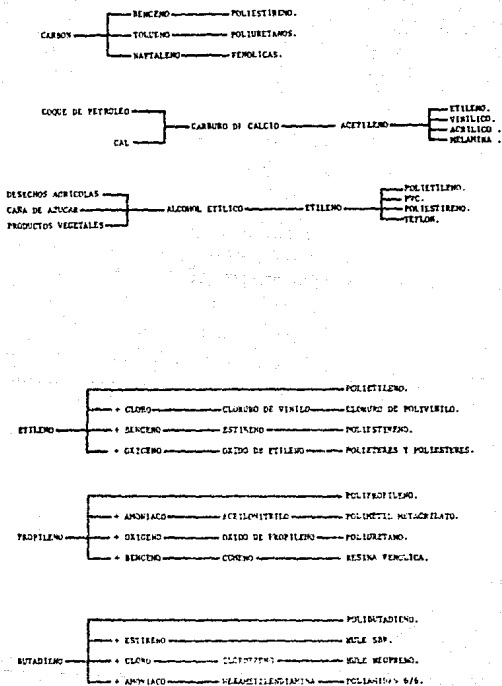 BENCENO POLIESTIRENO.
CARBON TOLUENO POLIURETANOS.
NAFTALENO FENOLICAS.
COQUE DE PETROLEO ETILENO.
CARBURO DE CALCIO ACETILENO VINILICO.
CAL ACRILICO.
MELAMINA.
DESECHOS AGRICOLAS POLIETILENO.
CAÑA DE AZUCAR ALCOHOL ETILICO ETILENO PVC.
PRODUCTOS VEGETALES POLIESTIRENO.
TEFLON.
POLIETILENO.
+ CLORO CLORURO DE VINILO CLORURO DE POLIVINILO.
ETILENO + BENCENO ESTIRENO POLIESTIRENO.
+ OXIGENO OXIDO DE ETILENO POLIETERES Y POLIESTERES.
POLIPROPILENO.
+ AMONIACO ACRILONITRILO POLIMETIL METACRILATO.
PROPILENO + OXIGENO OXIDO DE PROPILENO POLIURETANO.
+ BENCENO CUMENO RESINA FENOLICA.
POLIBUTADIENO.
+ ESTIRENO HULE SBR.
BUTADIENO + CLORO HULE NEOPRENO.
+ AMONIACO HEXAMETILENDIAMINA 6/6.